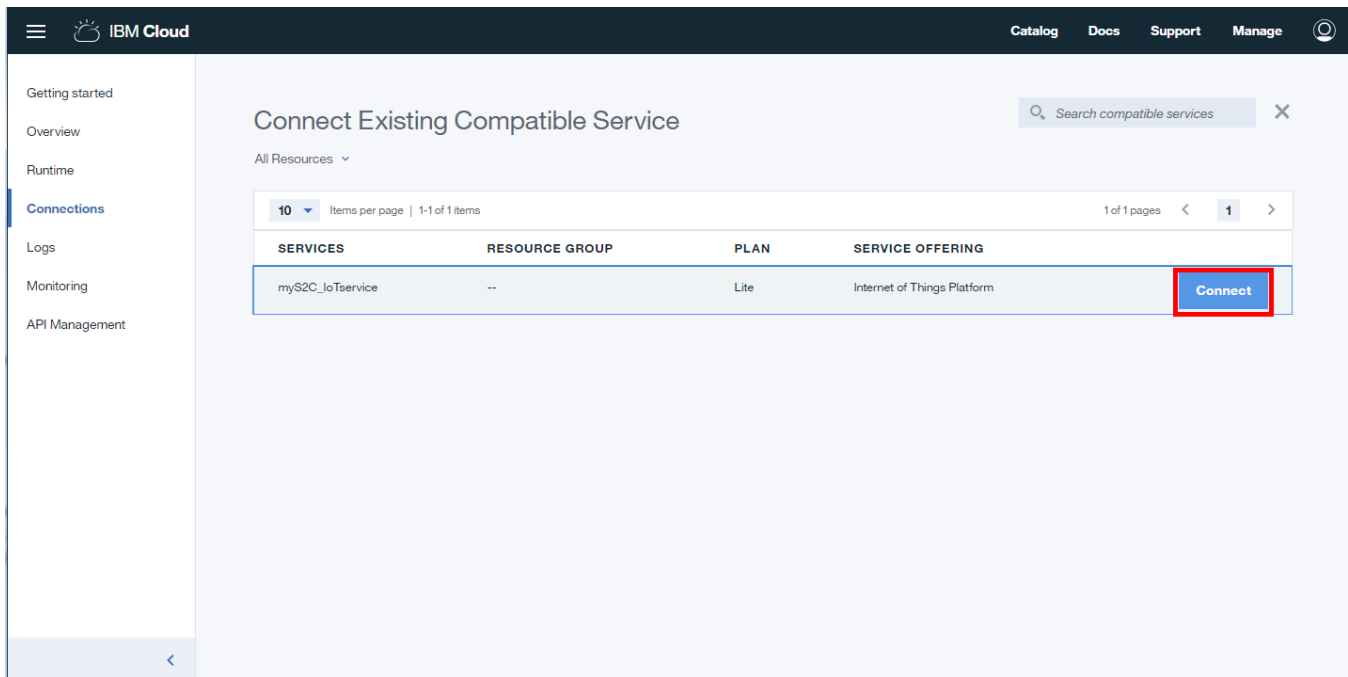 IBM Cloud Catalog Docs Support Manage
Getting started
Overview
Runtime
Connections
Logs
Monitoring
API Management
Connect Existing Compatible Service
Search compatible services
All Resources
10 Items per page | 1-1 of 1 items 1 of 1 pages 1
SERVICES RESOURCE GROUP PLAN SERVICE OFFERING
myS2C_IoTservice -- Lite Internet of Things Platform Connect